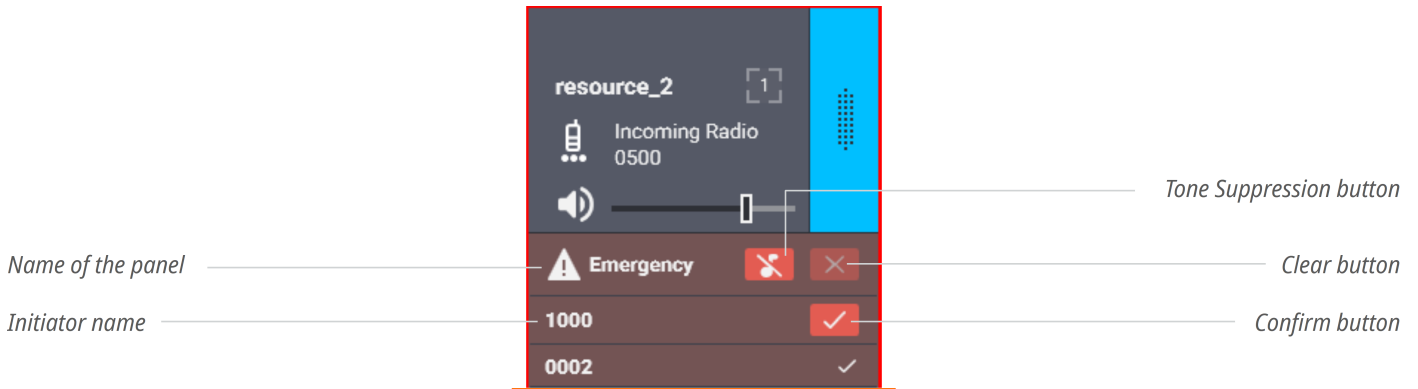 resource_2
1
Incoming Radio
0500
Tone Suppression button
Name of the panel
Emergency
Clear button
Initiator name
1000
Confirm button
0002